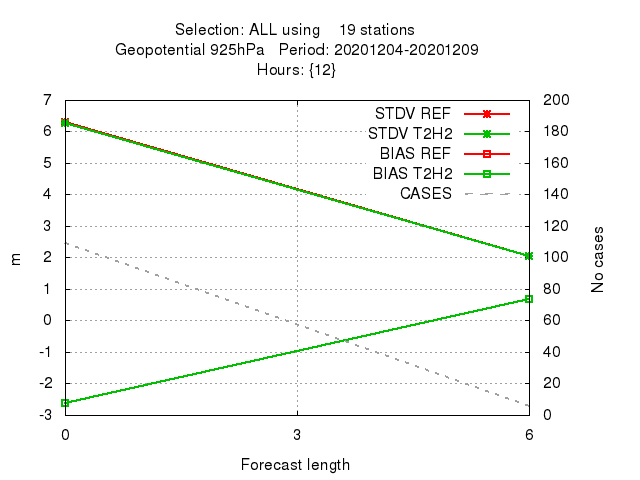 Selection: ALL using 19 stations
Geopotential 925hPa Period: 20201204-20201209
Hours: {12}
7 200
STDV REF
6 180
STDV T2H2
5 160
BIAS REF
BIAS T2H2
4 140
CASES
3 120
2 100
m
No cases
1 80
0 60
-1 40
-2 20
-3 0
0 3 6
Forecast length